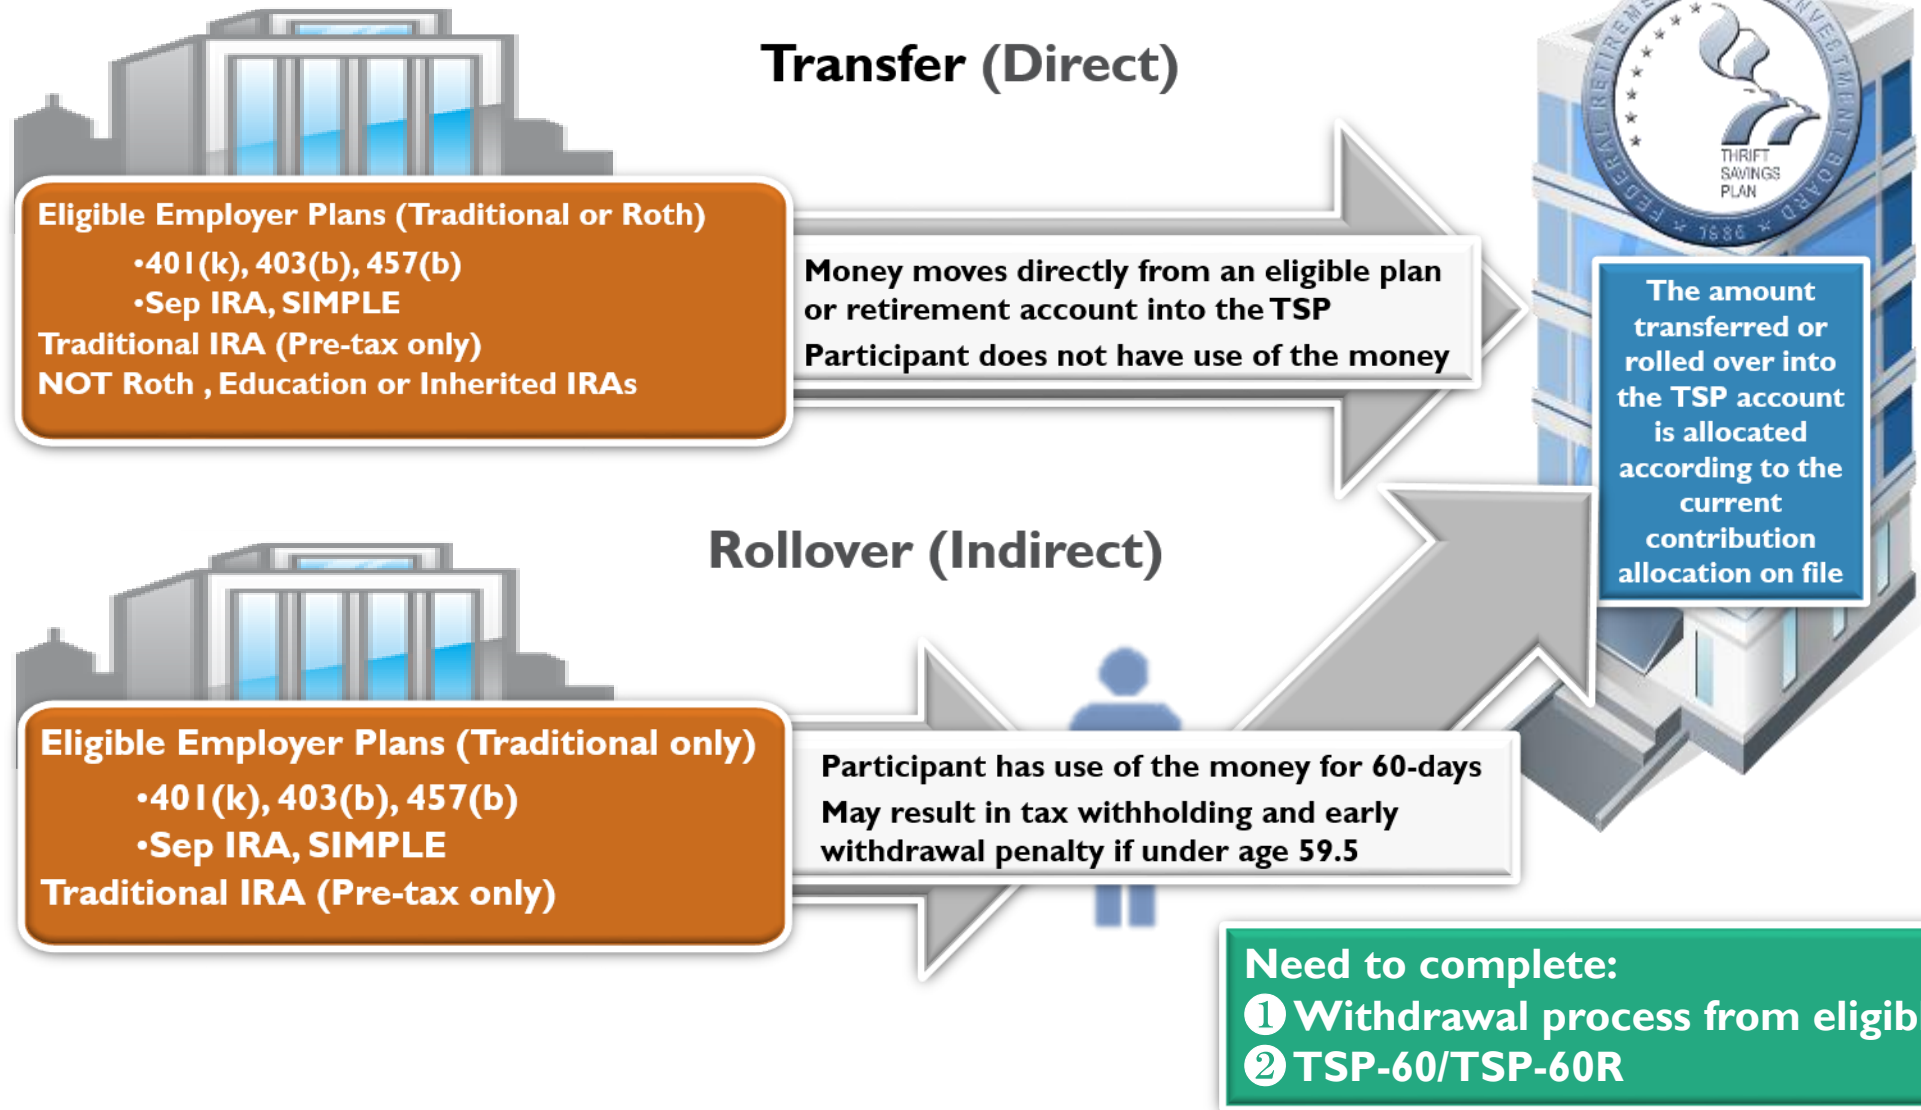 Transfer (Direct)
Eligible Employer Plans (Traditional or Roth)
•401(k), 403(b), 457(b)
•Sep IRA, SIMPLE
Traditional IRA (Pre-tax only)
NOT Roth , Education or Inherited IRAs
Money moves directly from an eligible plan
or retirement account into the TSP
Participant does not have use of the money
FEDERAL RETIREMENT INVESTMENT BOARD
THRIFT
SAVINGS
PLAN
1986
The amount
transferred or
rolled over into
the TSP account
is allocated
according to the
current
contribution
allocation on file
Rollover (Indirect)
Eligible Employer Plans (Traditional only)
•401(k), 403(b), 457(b)
•Sep IRA, SIMPLE
Traditional IRA (Pre-tax only)
Participant has use of the money for 60-days
May result in tax withholding and early
withdrawal penalty if under age 59.5
Need to complete:
❶ Withdrawal process from eligib
❷ TSP-60/TSP-60R